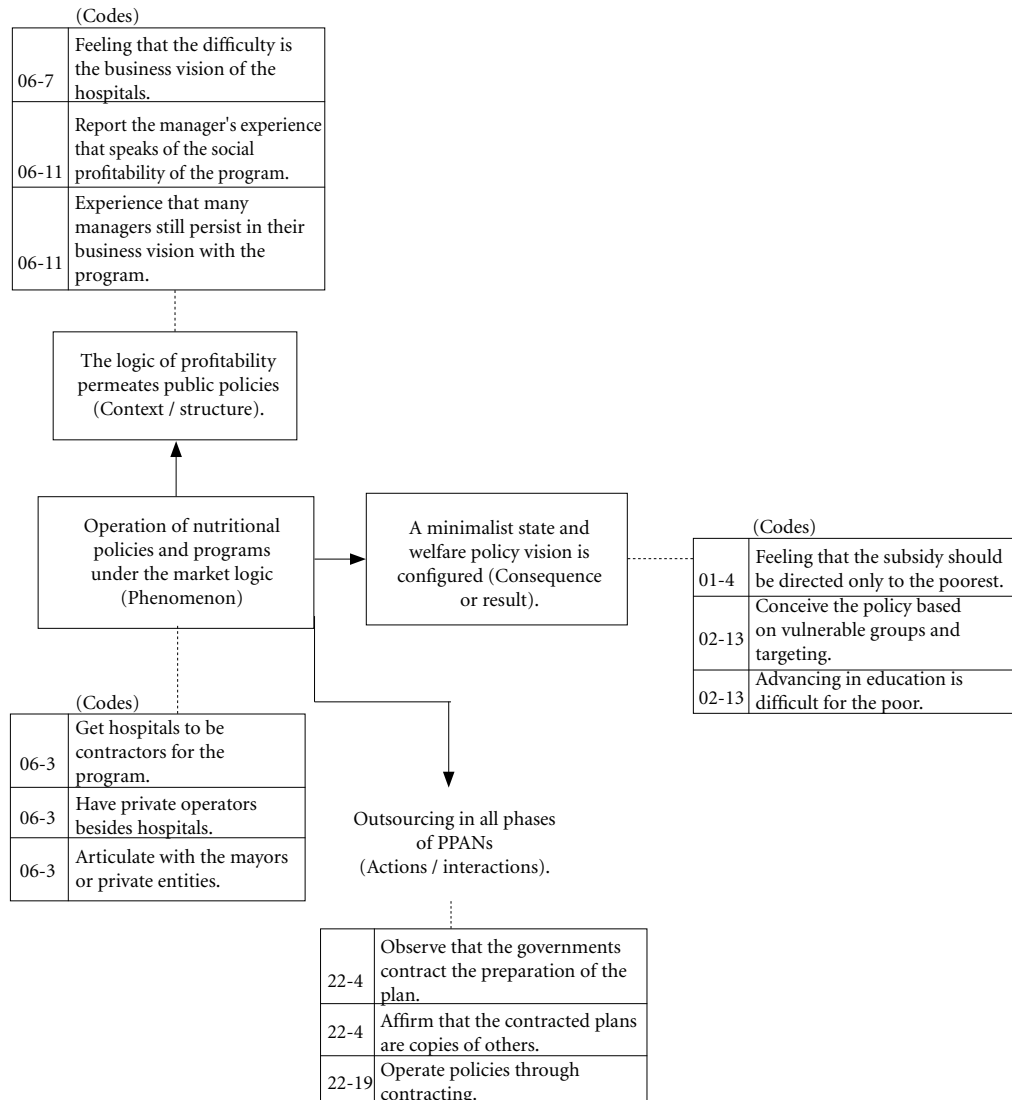 (Codes)
06-7
Feeling that the difficulty is
the business vision of the
hospitals.
06-11
Report the manager's experience
that speaks of the social
profitability of the program.
06-11
Experience that many
managers still persist in their
business vision with the
program.
The logic of profitability
permeates public policies
(Context / structure).
Operation of nutritional
policies and programs
under the market logic
(Phenomenon)
A minimalist state and
welfare policy vision is
configured (Consequence
or result).
(Codes)
01-4
Feeling that the subsidy should
be directed only to the poorest.
02-13
Conceive the policy based
on vulnerable groups and
targeting.
02-13
Advancing in education is
difficult for the poor.
(Codes)
06-3
Get hospitals to be
contractors for the
program.
06-3
Have private operators
besides hospitals.
06-3
Articulate with the mayors
or private entities.
Outsourcing in all phases
of PPANs
(Actions / interactions).
22-4
Observe that the governments
contract the preparation of the
plan.
22-4
Affirm that the contracted plans
are copies of others.
22-19
Operate policies through
contracting.